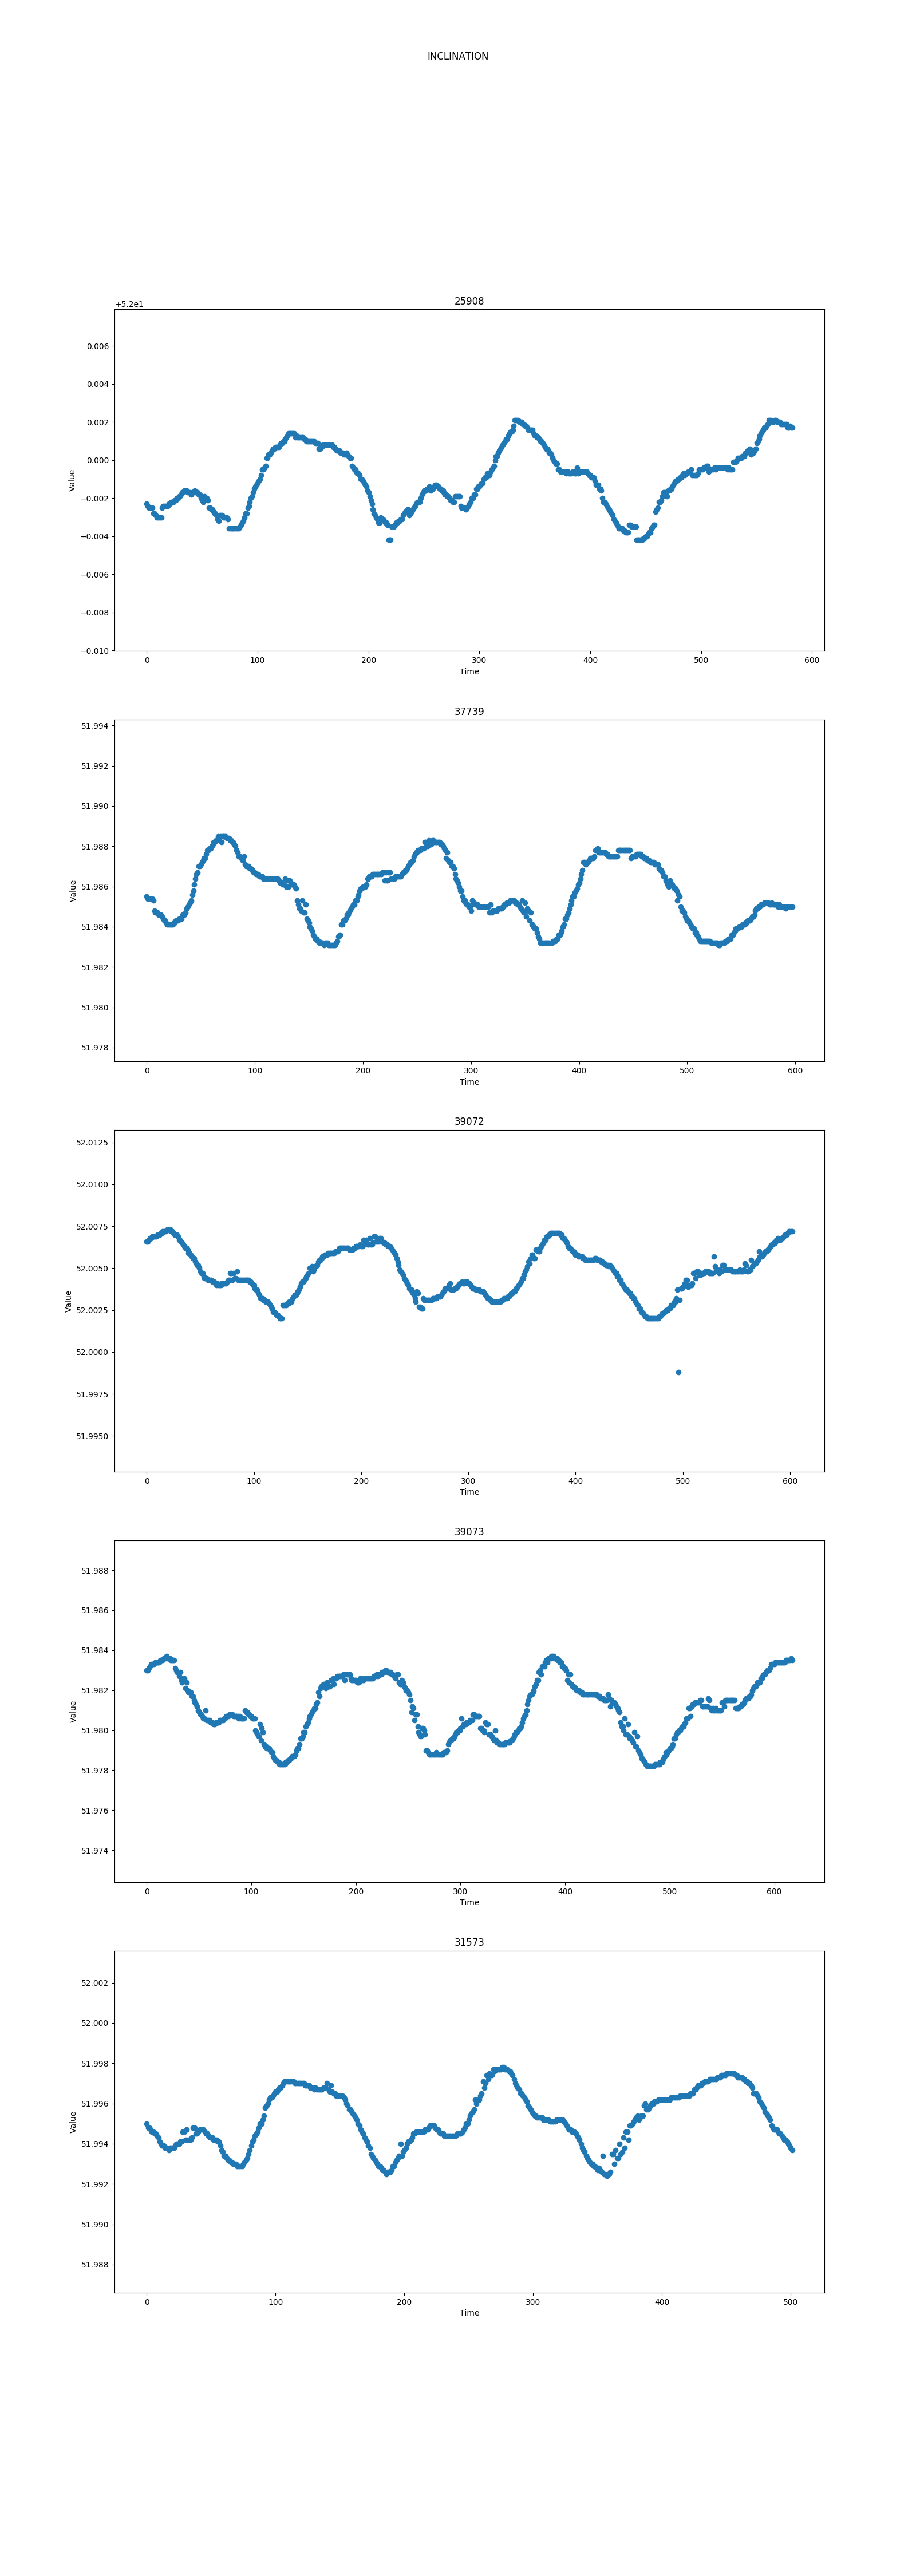 INCLINATION
25908
+5.2e1
0.006
0.004
0.002
0.000
−0.002
−0.004
−0.006
−0.008
−0.010
Value
0 100 200 300 400 500 600
Time
37739
51.994
51.992
51.990
51.988
51.986
51.984
51.982
51.980
51.978
Value
0 100 200 300 400 500 600
Time
39072
52.0125
52.0100
52.0075
52.0050
52.0025
52.0000
51.9975
51.9950
Value
0 100 200 300 400 500 600
Time
39073
51.988
51.986
51.984
51.982
51.980
51.978
51.976
51.974
Value
0 100 200 300 400 500 600
Time
31573
52.002
52.000
51.998
51.996
51.994
51.992
51.990
51.988
Value
0 100 200 300 400 500
Time